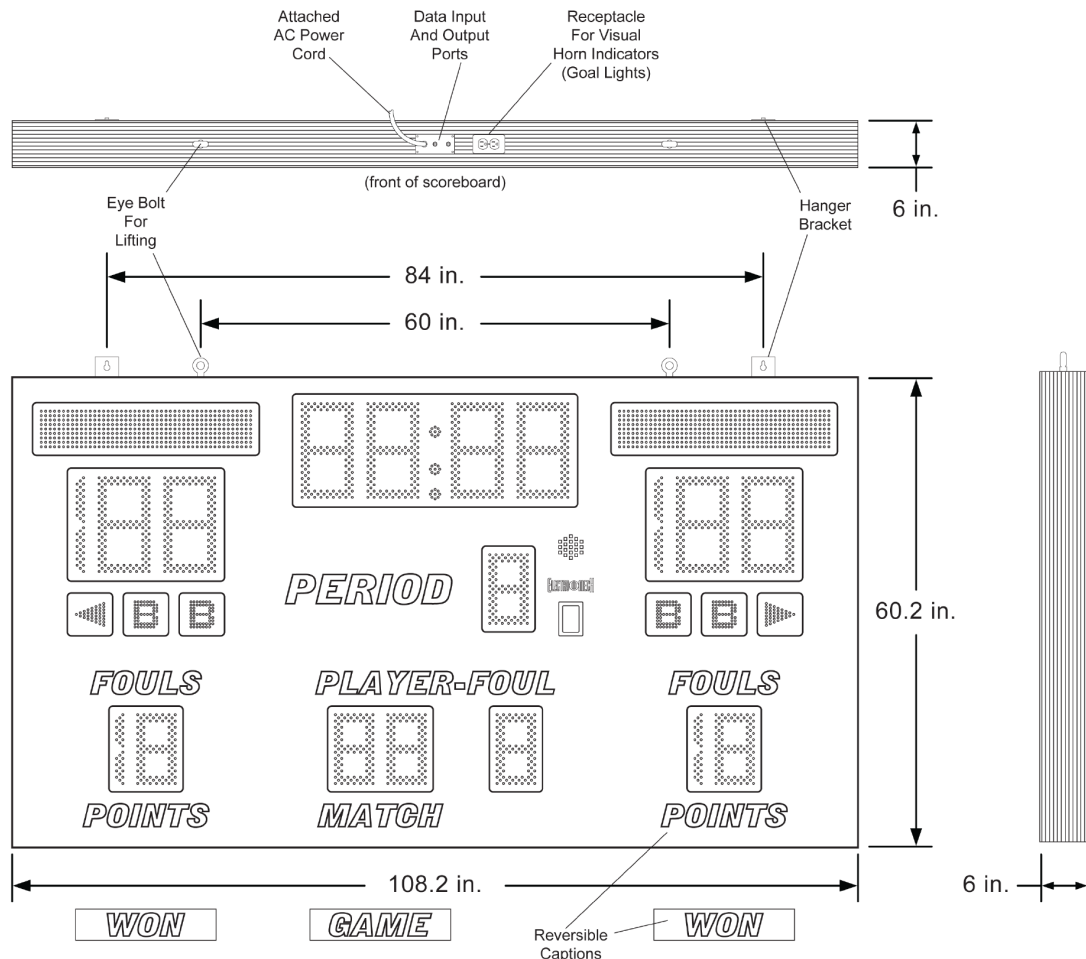 Attached
AC Power
Cord
Data Input
And Output
Ports
Receptacle
For Visual
Horn Indicators
(Goal Lights)
(front of scoreboard)
6 in.
Eye Bolt
For
Lifting
Hanger
Bracket
84 in.
60 in.
PERIOD
60.2 in.
FOULS
PLAYER-FOUL
FOULS
POINTS
MATCH
POINTS
108.2 in.
6 in.
WON
GAME
WON
Reversible
Captions